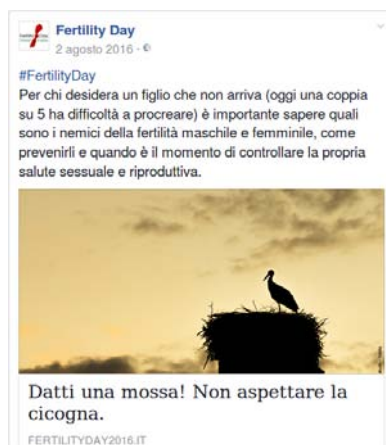 Fertility Day
2 agosto 2016 ·
#FertilityDay
Per chi desidera un figlio che non arriva (oggi una coppia
su 5 ha difficoltà a procreare) è importante sapere quali
sono i nemici della fertilità maschile e femminile, come
prevenirli e quando è il momento di controllare la propria
salute sessuale e riproduttiva.
Datti una mossa! Non aspettare la
cicogna.
FERTILITYDAY2016.IT